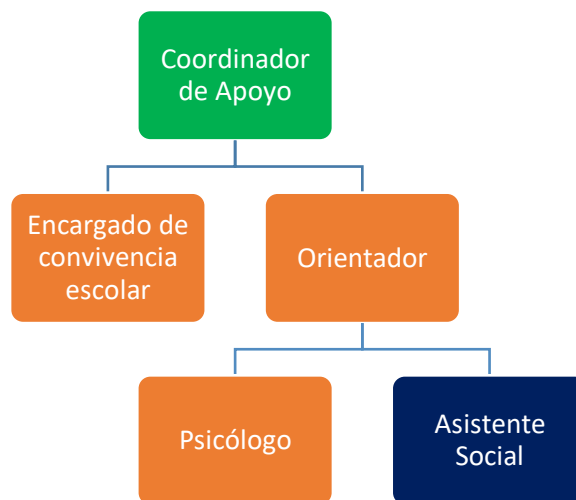 Coordinador
de Apoyo
Encargado de
convivencia
escolar
Orientador
Psicólogo
Asistente
Social